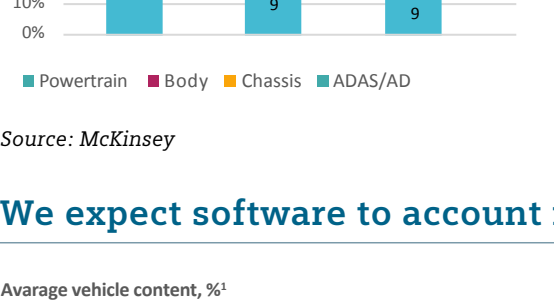 10%
9
9
0%
Powertrain Body Chassis ADAS/AD
Source: McKinsey
We expect software to account
Avarage vehicle content, %¹